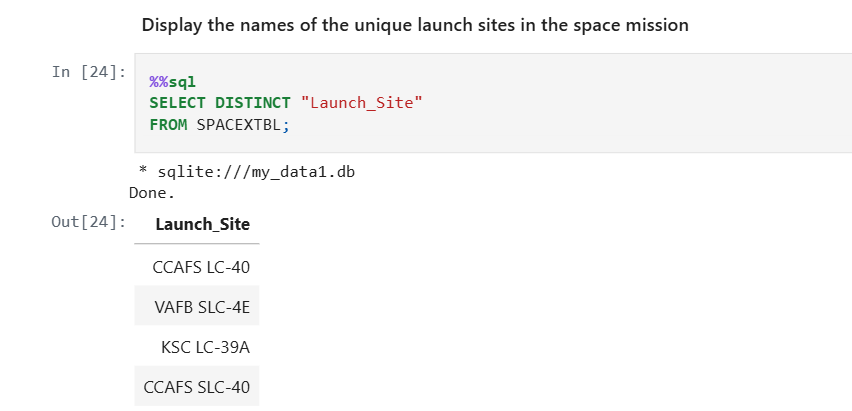 Display the names of the unique launch sites in the space mission
In [24]:
%%sql
SELECT DISTINCT "Launch_Site"
FROM SPACEXTBL;
* sqlite:///my_data1.db
Done.
Out[24]:
Launch_Site
CCAFS LC-40
VAFB SLC-4E
KSC LC-39A
CCAFS SLC-40